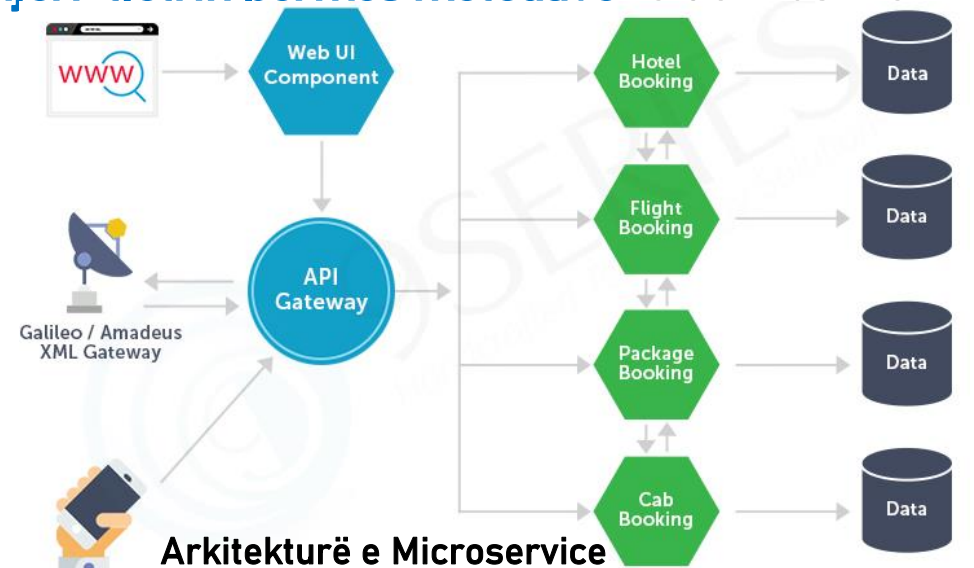 www.
WWW
Web UI
Component
Hotel
Booking
Data
Flight
Booking
Data
API
Gateway
Galileo / Amadeus
XML Gateway
Package
Booking
Data
Cab
Booking
Data
Arkitekturë e Microservice